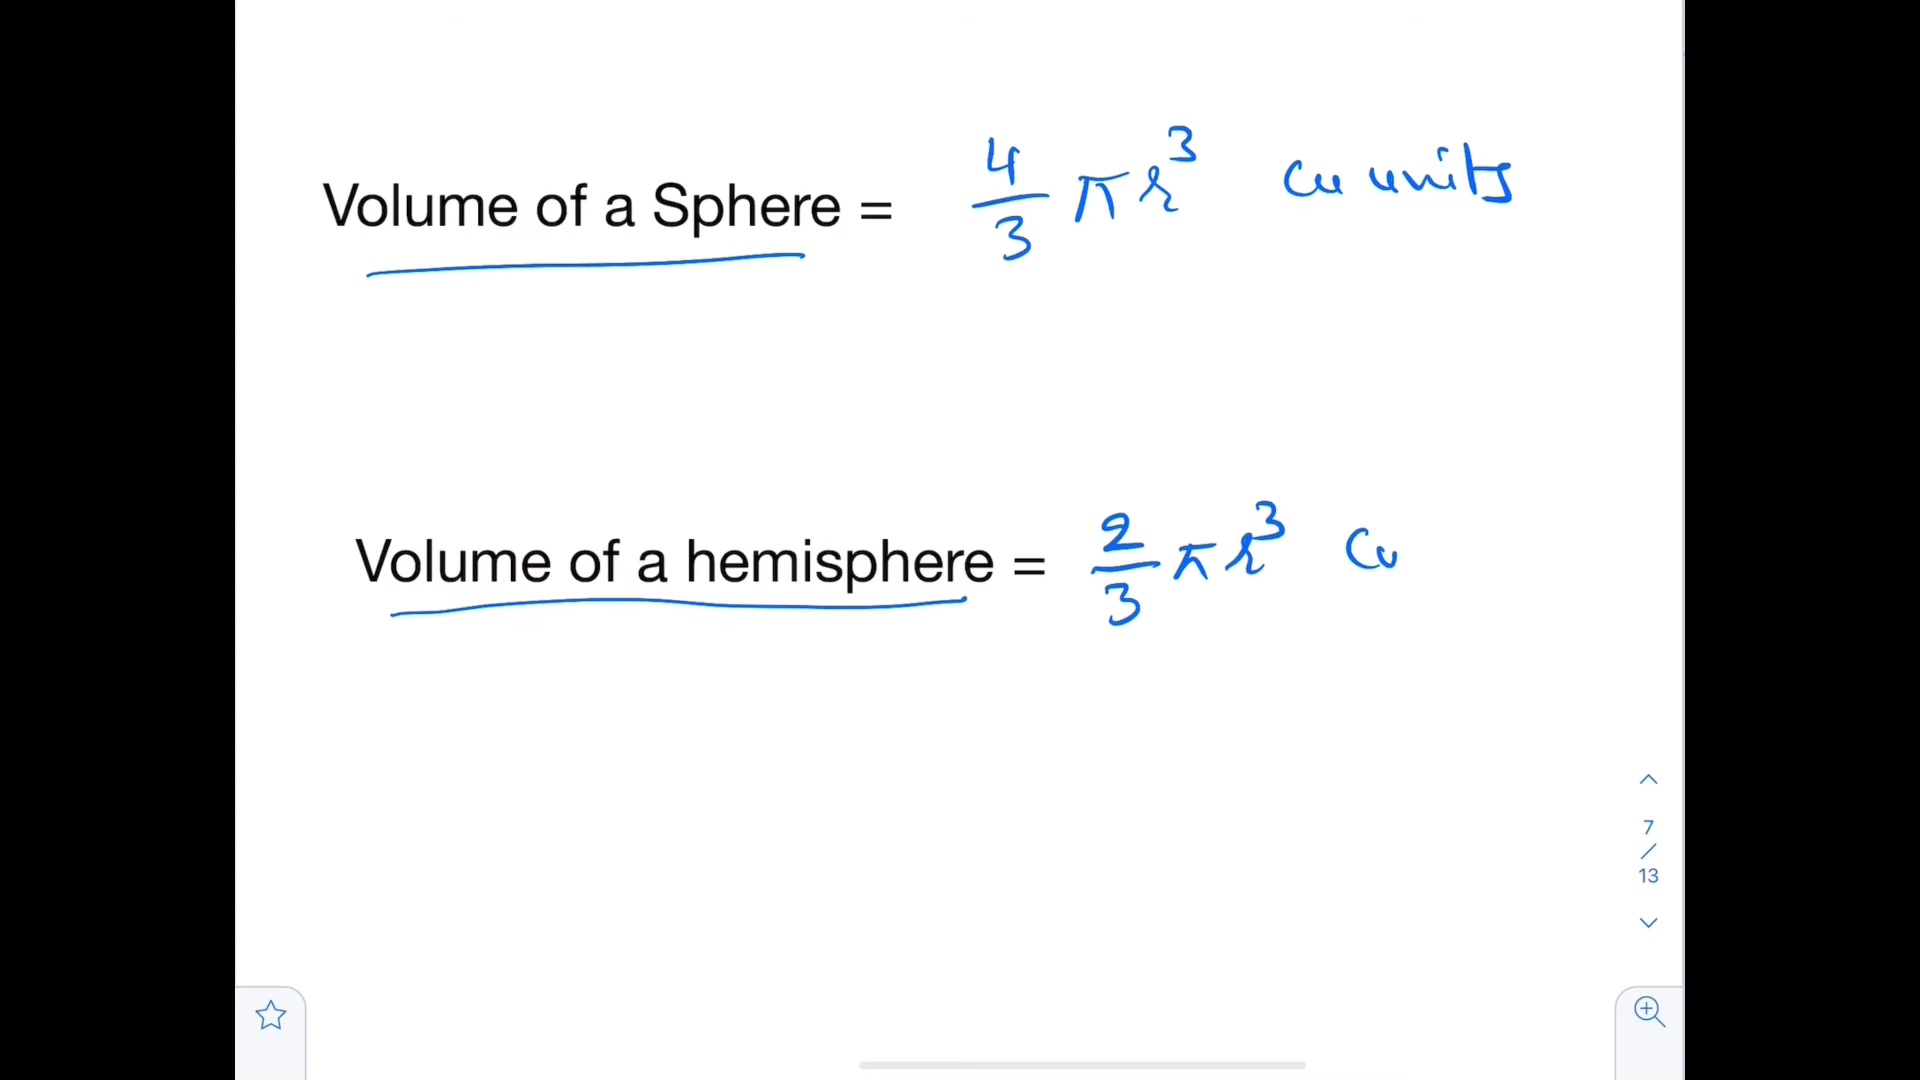 Volume of a Sphere = 4/3 πr³ cu units
Volume of a hemisphere = 2/3 πr³ cu
7
/
13